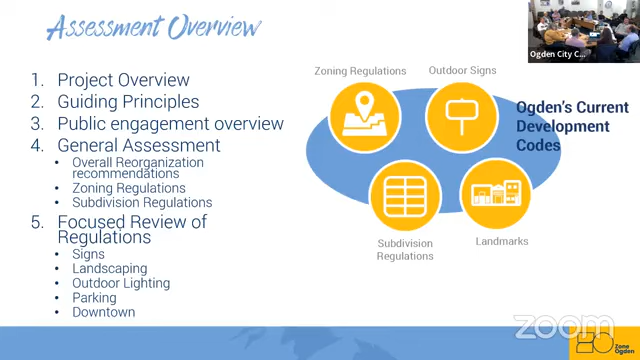 Assessment Overview
1. Project Overview
2. Guiding Principles
3. Public engagement overview
4. General Assessment
• Overall Reorganization
recommendations
• Zoning Regulations
• Subdivision Regulations
5. Focused Review of
Regulations
• Signs
• Landscaping
• Outdoor Lighting
• Parking
• Downtown
Zoning Regulations
Outdoor Signs
Ogden's Current
Development
Codes
Subdivision
Regulations
Landmarks
Ogden City C...
zoom
Zone
Ogden